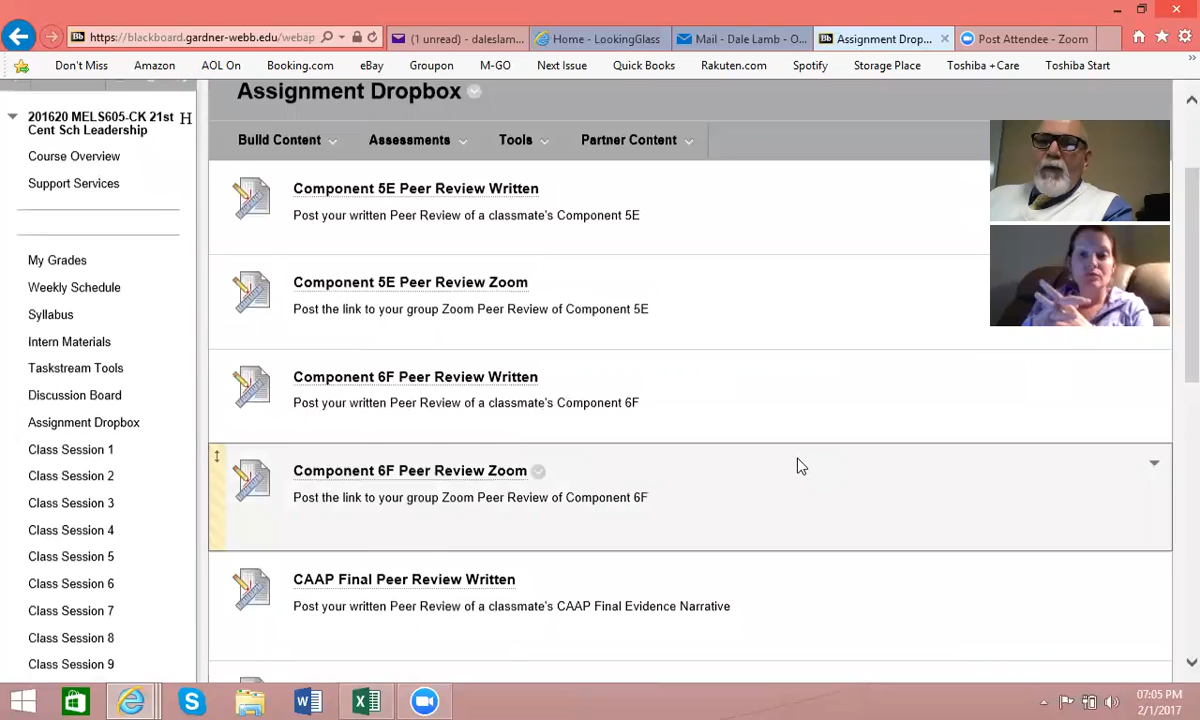 https://blackboard.gardner-webb.edu/webap
(1 unread) - daleslam...
Home - LookingGlass
Mail - Dale Lamb - O...
Assignment Drop...
Post Attendee - Zoom
Don't Miss
Amazon
AOL On
Booking.com
eBay
Groupon
M-GO
Next Issue
Quick Books
Rakuten.com
Spotify
Storage Place
Toshiba +Care
Toshiba Start
201620 MELS605-CK 21st
Cent Sch Leadership
Course Overview
Support Services
My Grades
Weekly Schedule
Syllabus
Intern Materials
Taskstream Tools
Discussion Board
Assignment Dropbox
Class Session 1
Class Session 2
Class Session 3
Class Session 4
Class Session 5
Class Session 6
Class Session 7
Class Session 8
Class Session 9
Assignment Dropbox
Build Content
Assessments
Tools
Partner Content
Component 5E Peer Review Written
Post your written Peer Review of a classmate's Component 5E
Component 5E Peer Review Zoom
Post the link to your group Zoom Peer Review of Component 5E
Component 6F Peer Review Written
Post your written Peer Review of a classmate's Component 6F
Component 6F Peer Review Zoom
Post the link to your group Zoom Peer Review of Component 6F
CAAP Final Peer Review Written
Post your written Peer Review of a classmate's CAAP Final Evidence Narrative
07:05 PM
2/1/2017